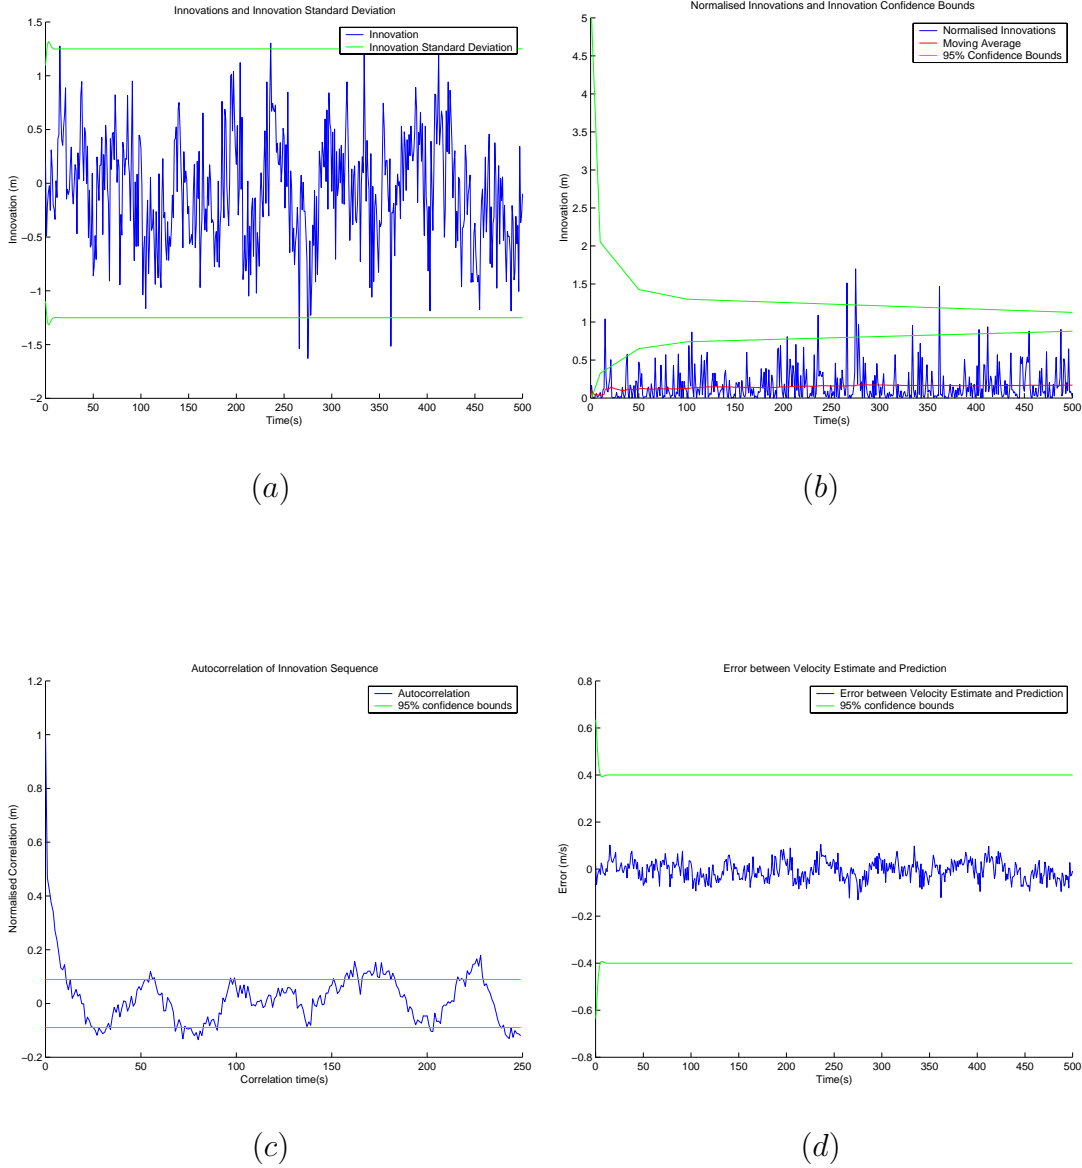 Innovations and Innovation Standard Deviation
1.5
1
0.5
0
−0.5
−1
−1.5
−2
Innovation (m)
Innovation
Innovation Standard Deviation
0 50 100 150 200 250 300 350 400 450 500
Time(s)
(a)
Normalised Innovations and Innovation Confidence Bounds
5
4.5
4
3.5
3
2.5
2
1.5
1
0.5
0
Innovation (m)
Normalised Innovations
Moving Average
95% Confidence Bounds
0 50 100 150 200 250 300 350 400 450 500
Time(s)
(b)
Autocorrelation of Innovation Sequence
1.2
1
0.8
0.6
0.4
0.2
0
−0.2
Normalised Correlation (m)
Autocorrelation
95% confidence bounds
0 50 100 150 200 250
Correlation time(s)
(c)
Error between Velocity Estimate and Prediction
0.8
0.6
0.4
0.2
0
−0.2
−0.4
−0.6
−0.8
Error (m/s)
Error between Velocity Estimate and Prediction
95% confidence bounds
0 50 100 150 200 250 300 350 400 450 500
Time(s)
(d)